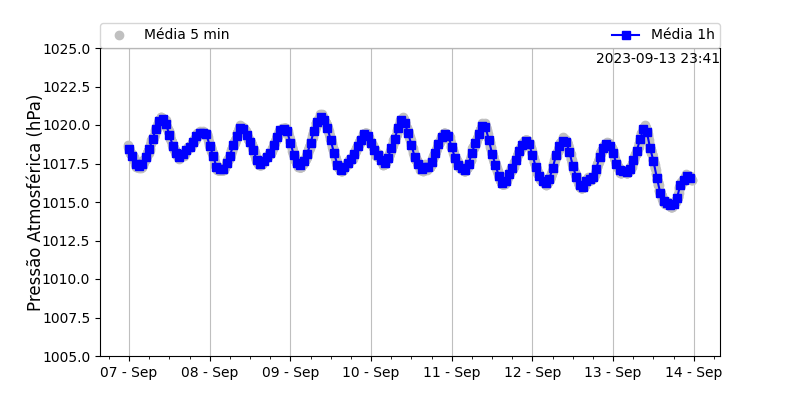 Média 5 min
Média 1h
2023-09-13 23:41
Pressão Atmosférica (hPa)
1025.0
1022.5
1020.0
1017.5
1015.0
1012.5
1010.0
1007.5
1005.0
07 - Sep
08 - Sep
09 - Sep
10 - Sep
11 - Sep
12 - Sep
13 - Sep
14 - Sep